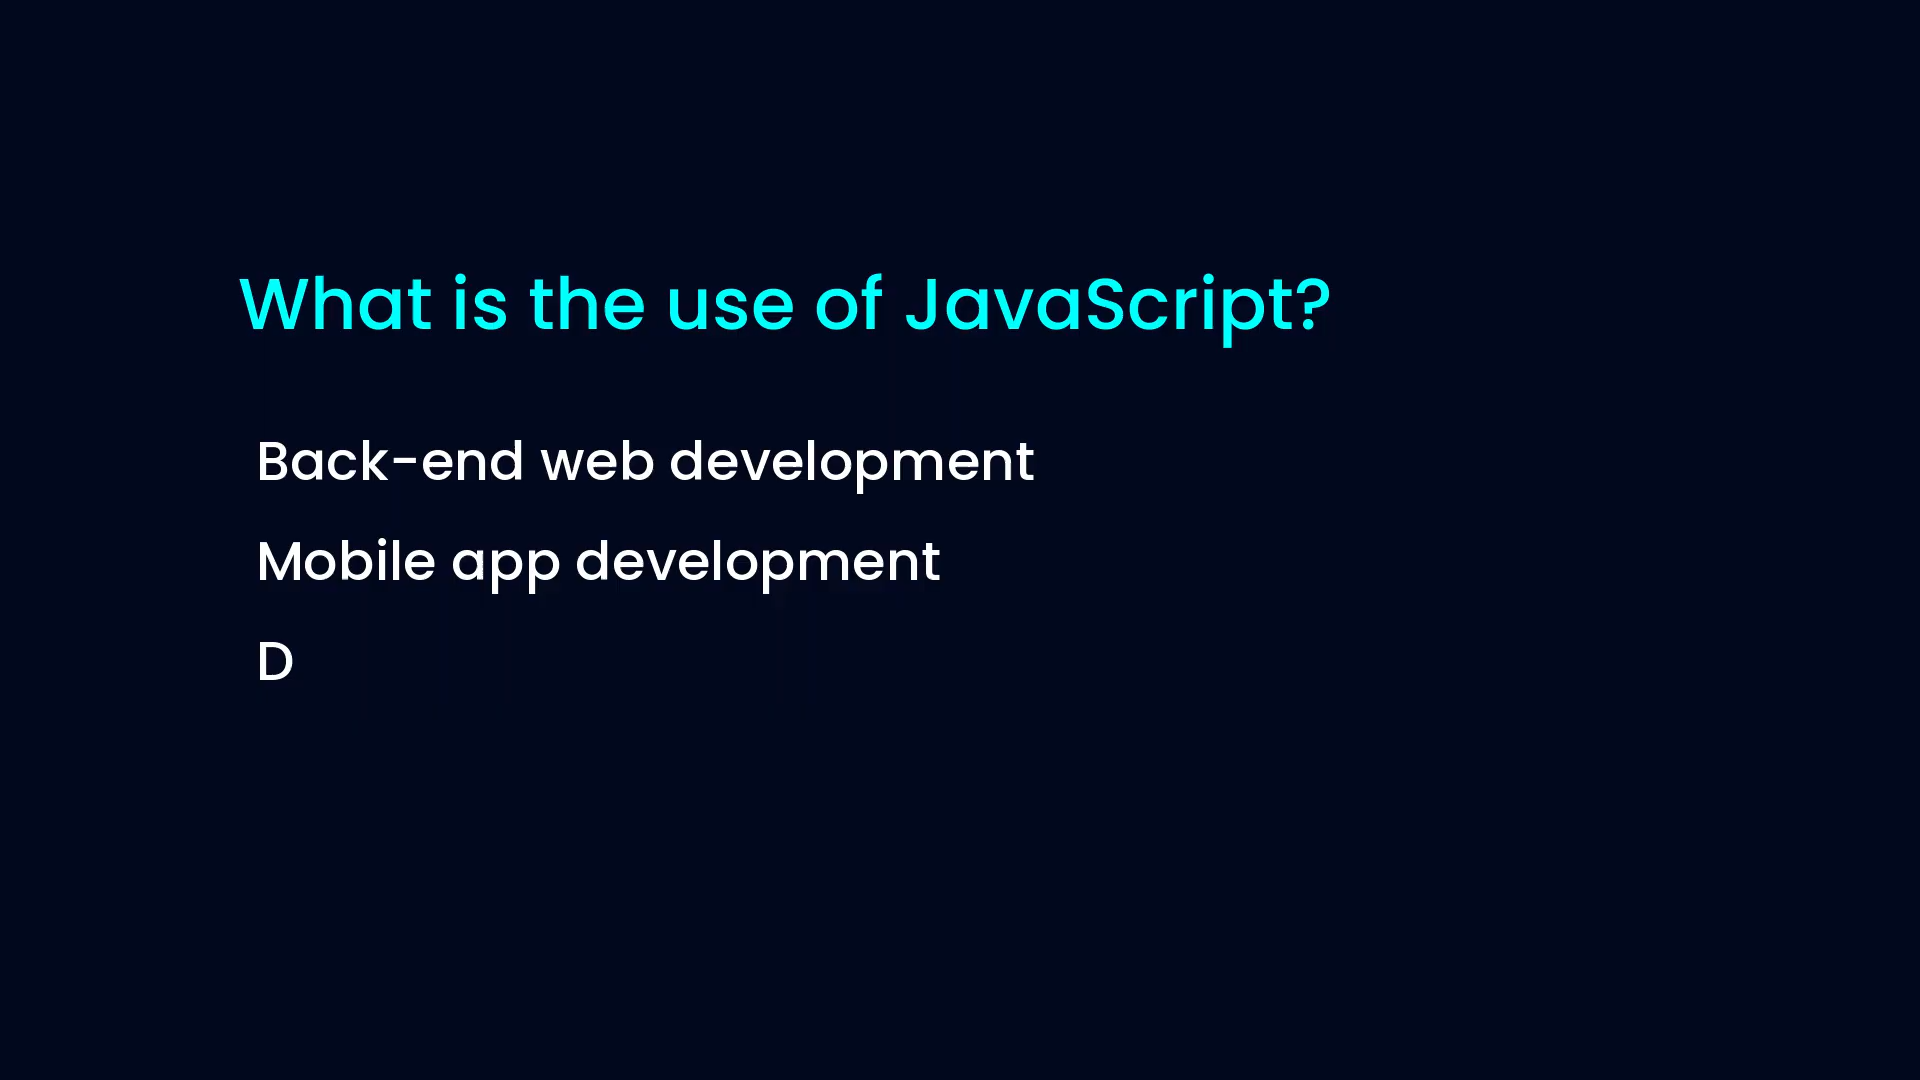 What is the use of JavaScript?
Back-end web development
Mobile app development
D